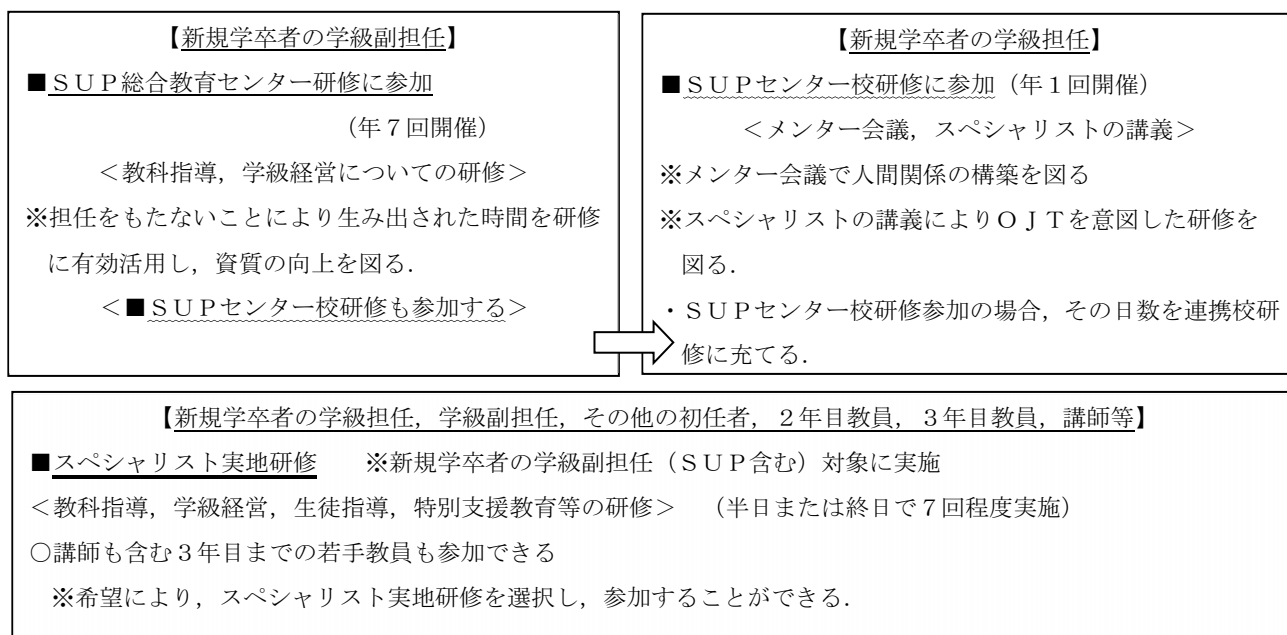 【新規学卒者の学級副担任】
■ＳＵＰ総合教育センター研修に参加
（年７回開催）
＜教科指導，学級経営についての研修＞
※担任をもたないことにより生み出された時間を研修
に有効活用し，資質の向上を図る．
＜■ＳＵＰセンター校研修も参加する＞
【新規学卒者の学級担任】
■ＳＵＰセンター校研修に参加（年１回開催）
＜メンター会議，スペシャリストの講義＞
※メンター会議で人間関係の構築を図る
※スペシャリストの講義によりＯＪＴを意図した研修を
図る．
・ＳＵＰセンター校研修参加の場合，その日数を連携校研
修に充てる．
【新規学卒者の学級担任，学級副担任，その他の初任者，２年目教員，３年目教員，講師等】
■スペシャリスト実地研修　※新規学卒者の学級副担任（ＳＵＰ含む）対象に実施
＜教科指導，学級経営，生徒指導，特別支援教育等の研修＞　（半日または終日で７回程度実施）
○講師も含む３年目までの若手教員も参加できる
※希望により，スペシャリスト実地研修を選択し，参加することができる．